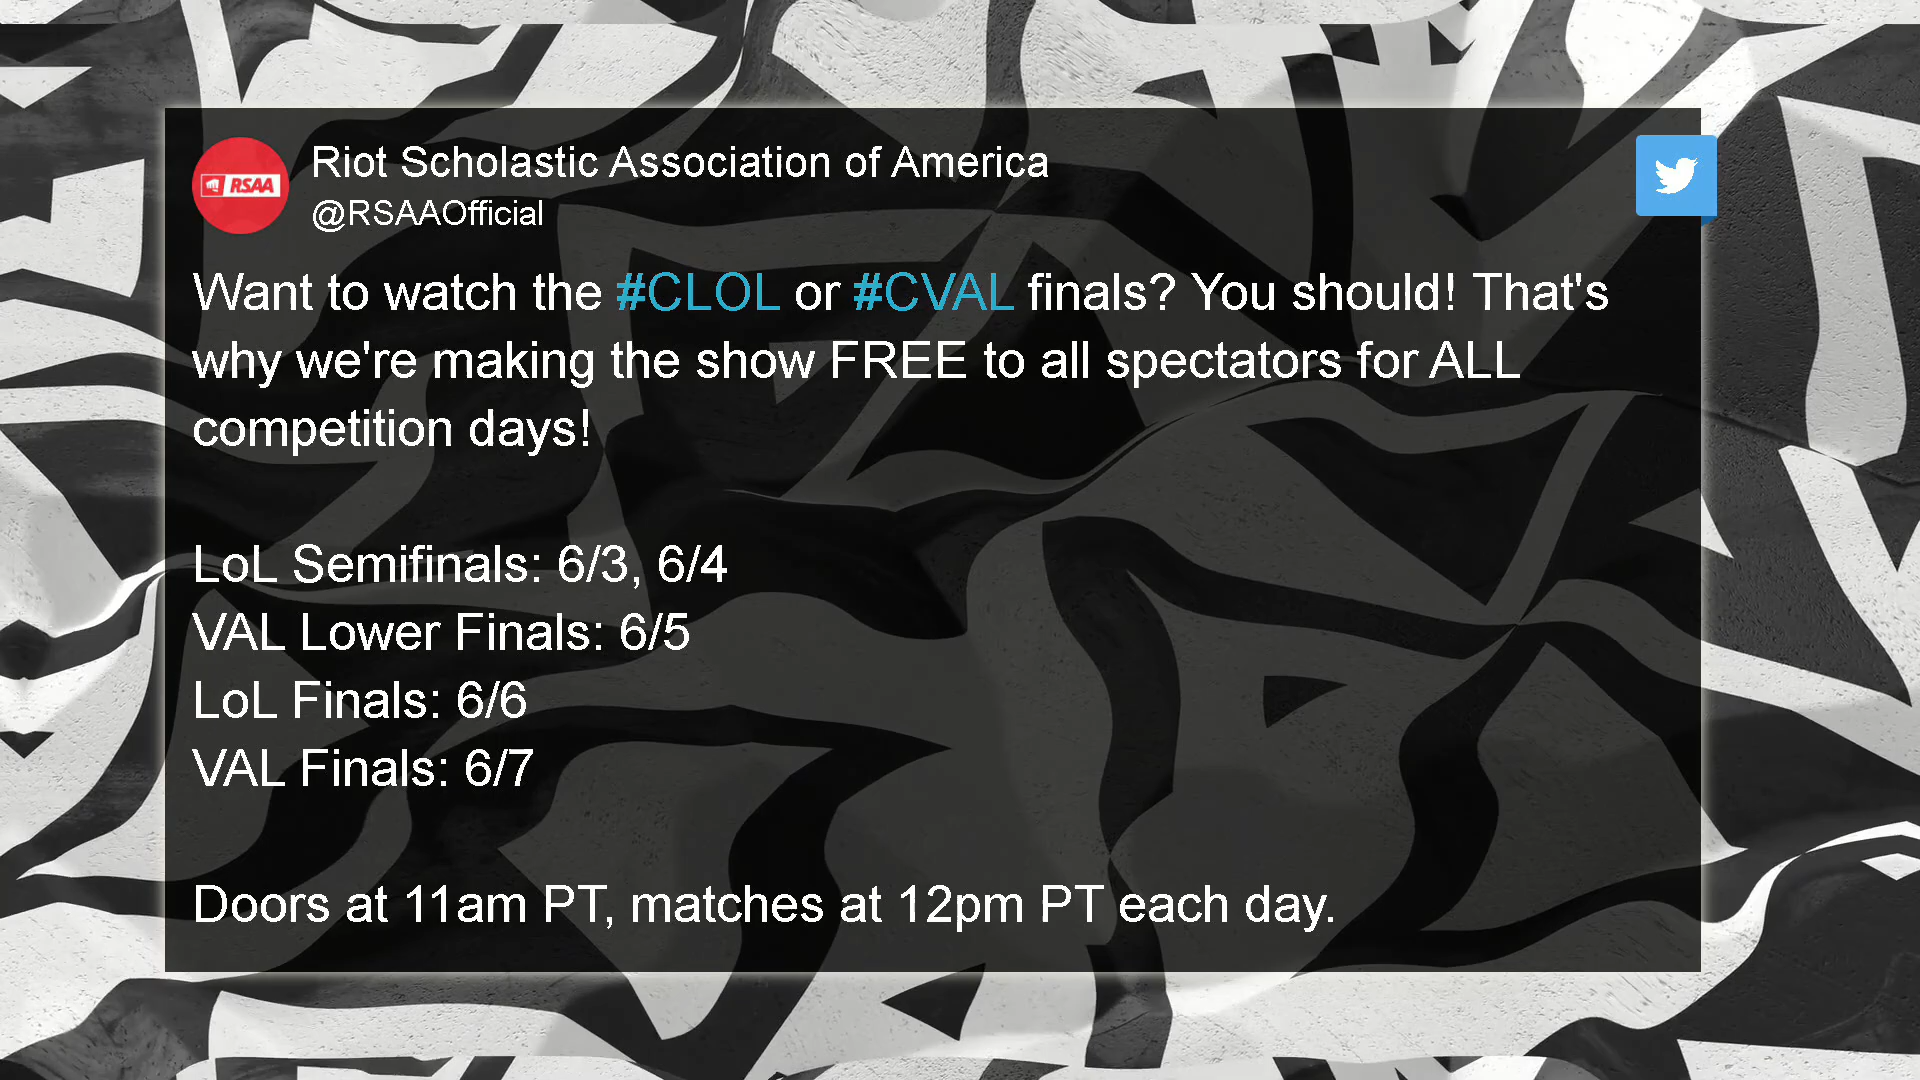 Riot Scholastic Association of America
RSAA
@RSAAOfficial
Want to watch the #CLOL or #CVAL finals? You should! That's
why we're making the show FREE to all spectators for ALL
competition days!
LoL Semifinals: 6/3, 6/4
VAL Lower Finals: 6/5
LoL Finals: 6/6
VAL Finals: 6/7
Doors at 11am PT, matches at 12pm PT each day.